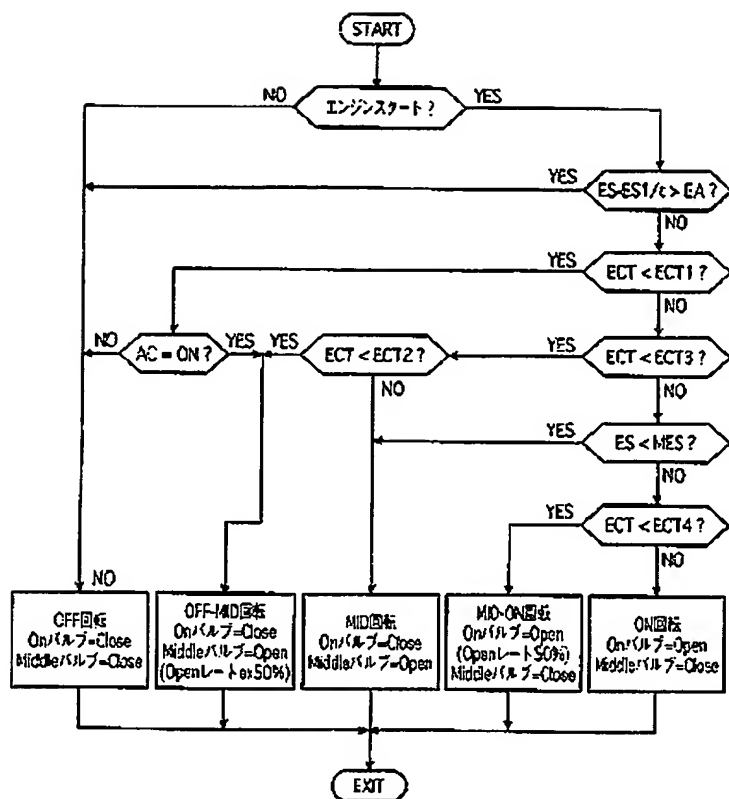 START
NO
エンジンスタート?
YES
YES
ES-ES1/t > EA?
NO
YES
ECT < ECT1?
NO
NO
AC = ON?
YES
YES
ECT < ECT2?
YES
ECT < ECT3?
NO
NO
YES
ES < MES?
NO
YES
ECT < ECT4?
NO
NO
OFF回転
Onバルブ=Close
Middleバルブ=Close
OFF-MID回転
Onバルブ=Close
Middleバルブ=Open
(Openレートex50%)
MID回転
Onバルブ=Close
Middleバルブ=Open
MID-ON回転
Onバルブ=Open
(Openレート50%)
Middleバルブ=Close
ON回転
Onバルブ=Open
Middleバルブ=Close
EXIT